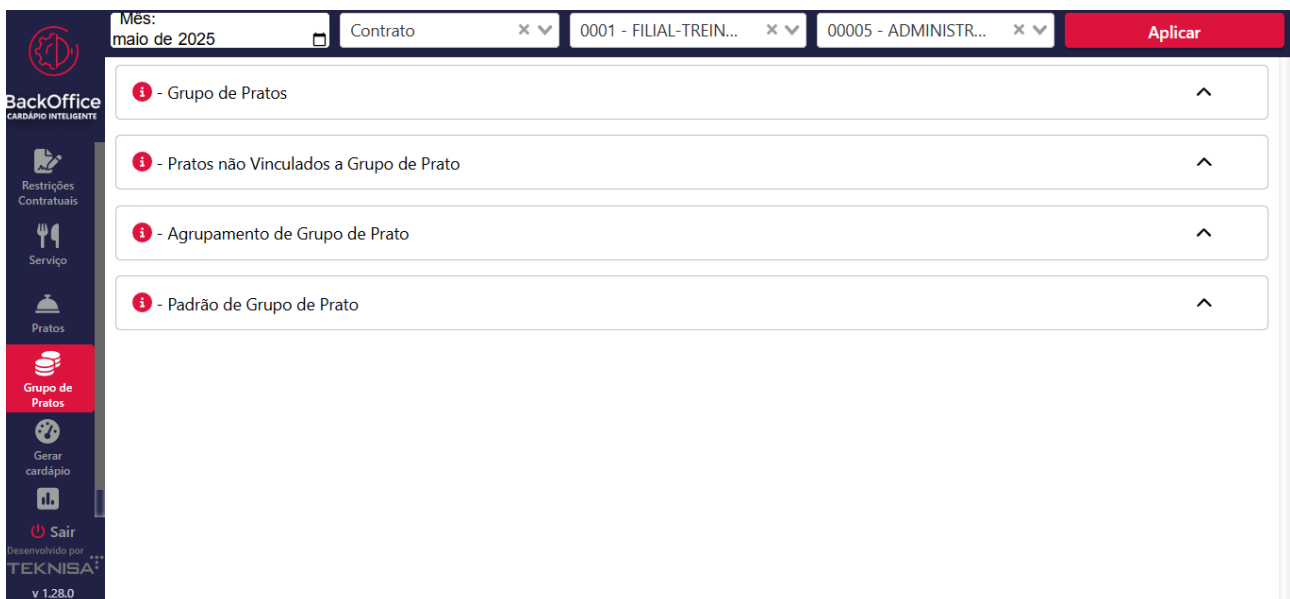 Mês:
maio de 2025
Contrato
0001 - FILIAL-TREIN...
00005 - ADMINISTR...
Aplicar
BackOffice
CARDÁPIO INTELIGENTE
Restrições
Contratuais
Serviço
Pratos
Grupo de
Pratos
Gerar
cardápio
Sair
Desenvolvido por
TEKNISA
v 1.28.0
i - Grupo de Pratos
i - Pratos não Vinculados a Grupo de Prato
i - Agrupamento de Grupo de Prato
i - Padrão de Grupo de Prato